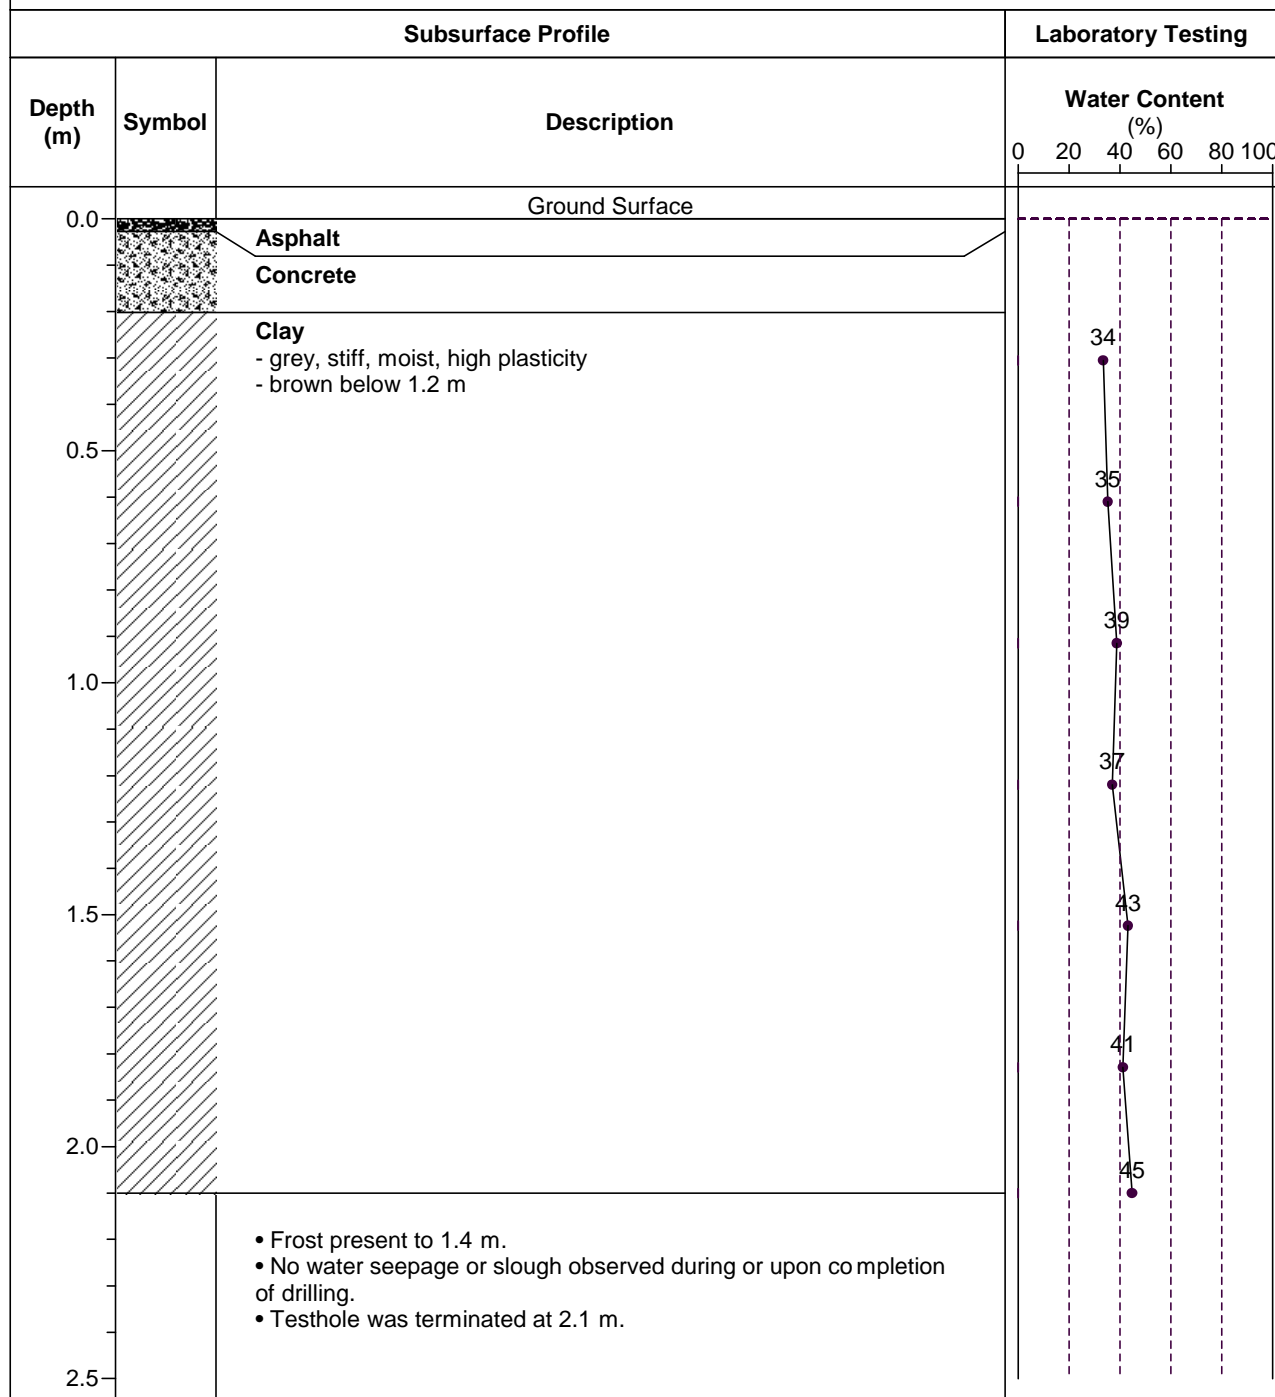 Subsurface Profile
Laboratory Testing
Depth
(m)
Symbol
Description
Water Content
(%)
0 20 40 60 80 100
Ground Surface
0.0
Asphalt
Concrete
Clay
- grey, stiff, moist, high plasticity
- brown below 1.2 m
34
0.5
35
39
1.0
37
1.5
43
41
2.0
45
• Frost present to 1.4 m.
• No water seepage or slough observed during or upon completion
of drilling.
• Testhole was terminated at 2.1 m.
2.5